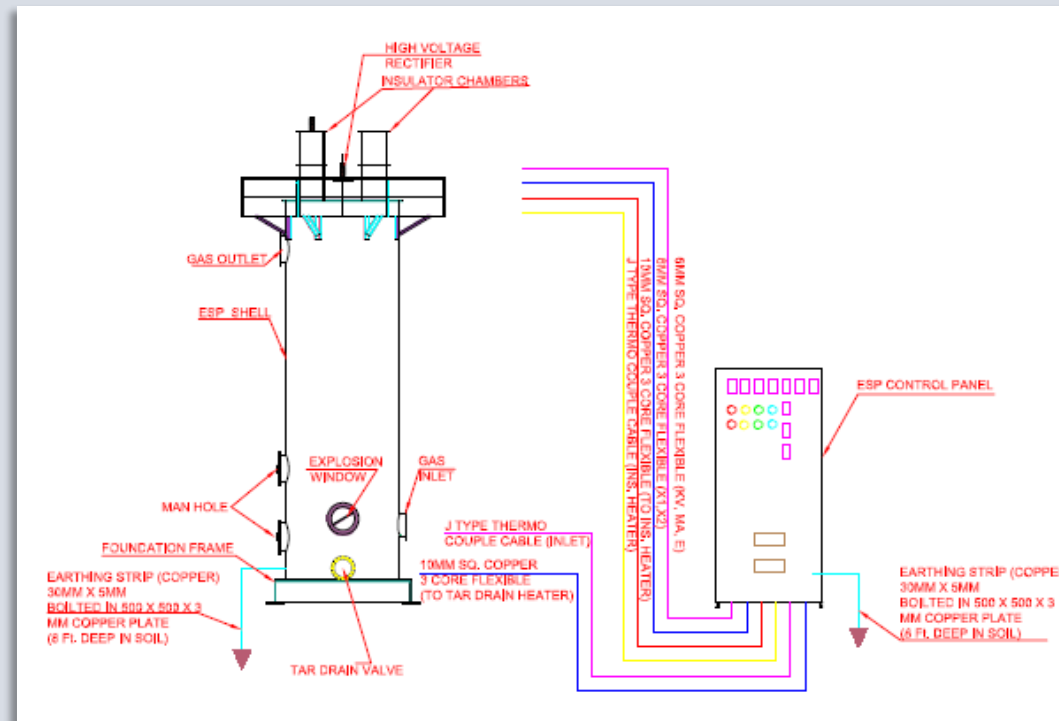 HIGH VOLTAGE
RECTIFIER
INSULATOR CHAMBERS
GAS OUTLET
ESP SHELL
EXPLOSION
WINDOW
GAS
INLET
MAN HOLE
FOUNDATION FRAME
EARTHING STRIP (COPPER)
30MM X 5MM
BOILTED IN 500 X 500 X 3
MM COPPER PLATE
(8 Ft. DEEP IN SOIL)
TAR DRAIN VALVE
J TYPE THERMO
COUPLE CABLE (INLET)
10MM SQ. COPPER
3 CORE FLEXIBLE
(TO TAR DRAIN HEATER)
6MM SQ. COPPER 3 CORE FLEXIBLE (KV, MA, E)
6MM SQ. COPPER 3 CORE FLEXIBLE (X1,X2)
10MM SQ. COPPER 3 CORE FLEXIBLE (TO INS. HEATER)
J TYPE THERMO COUPLE CABLE (INS. HEATER)
ESP CONTROL PANEL
EARTHING STRIP (COPPE
30MM X 5MM
BOILTED IN 500 X 500 X 3
MM COPPER PLATE
Ft. DEEP IN SOIL)